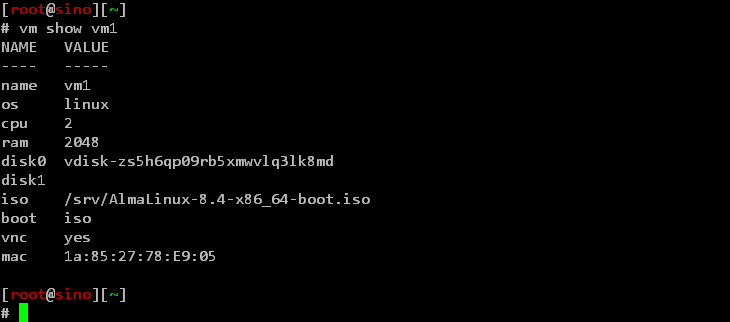 [root@sino][~]
# vm show vm1
NAME   VALUE
----   -----
name   vm1
os     linux
cpu    2
ram    2048
disk0  vdisk-zs5h6qp09rb5xmwvlq3lk8md
disk1
iso    /srv/AlmaLinux-8.4-x86_64-boot.iso
boot   iso
vnc    yes
mac    1a:85:27:78:E9:05
[root@sino][~]
#